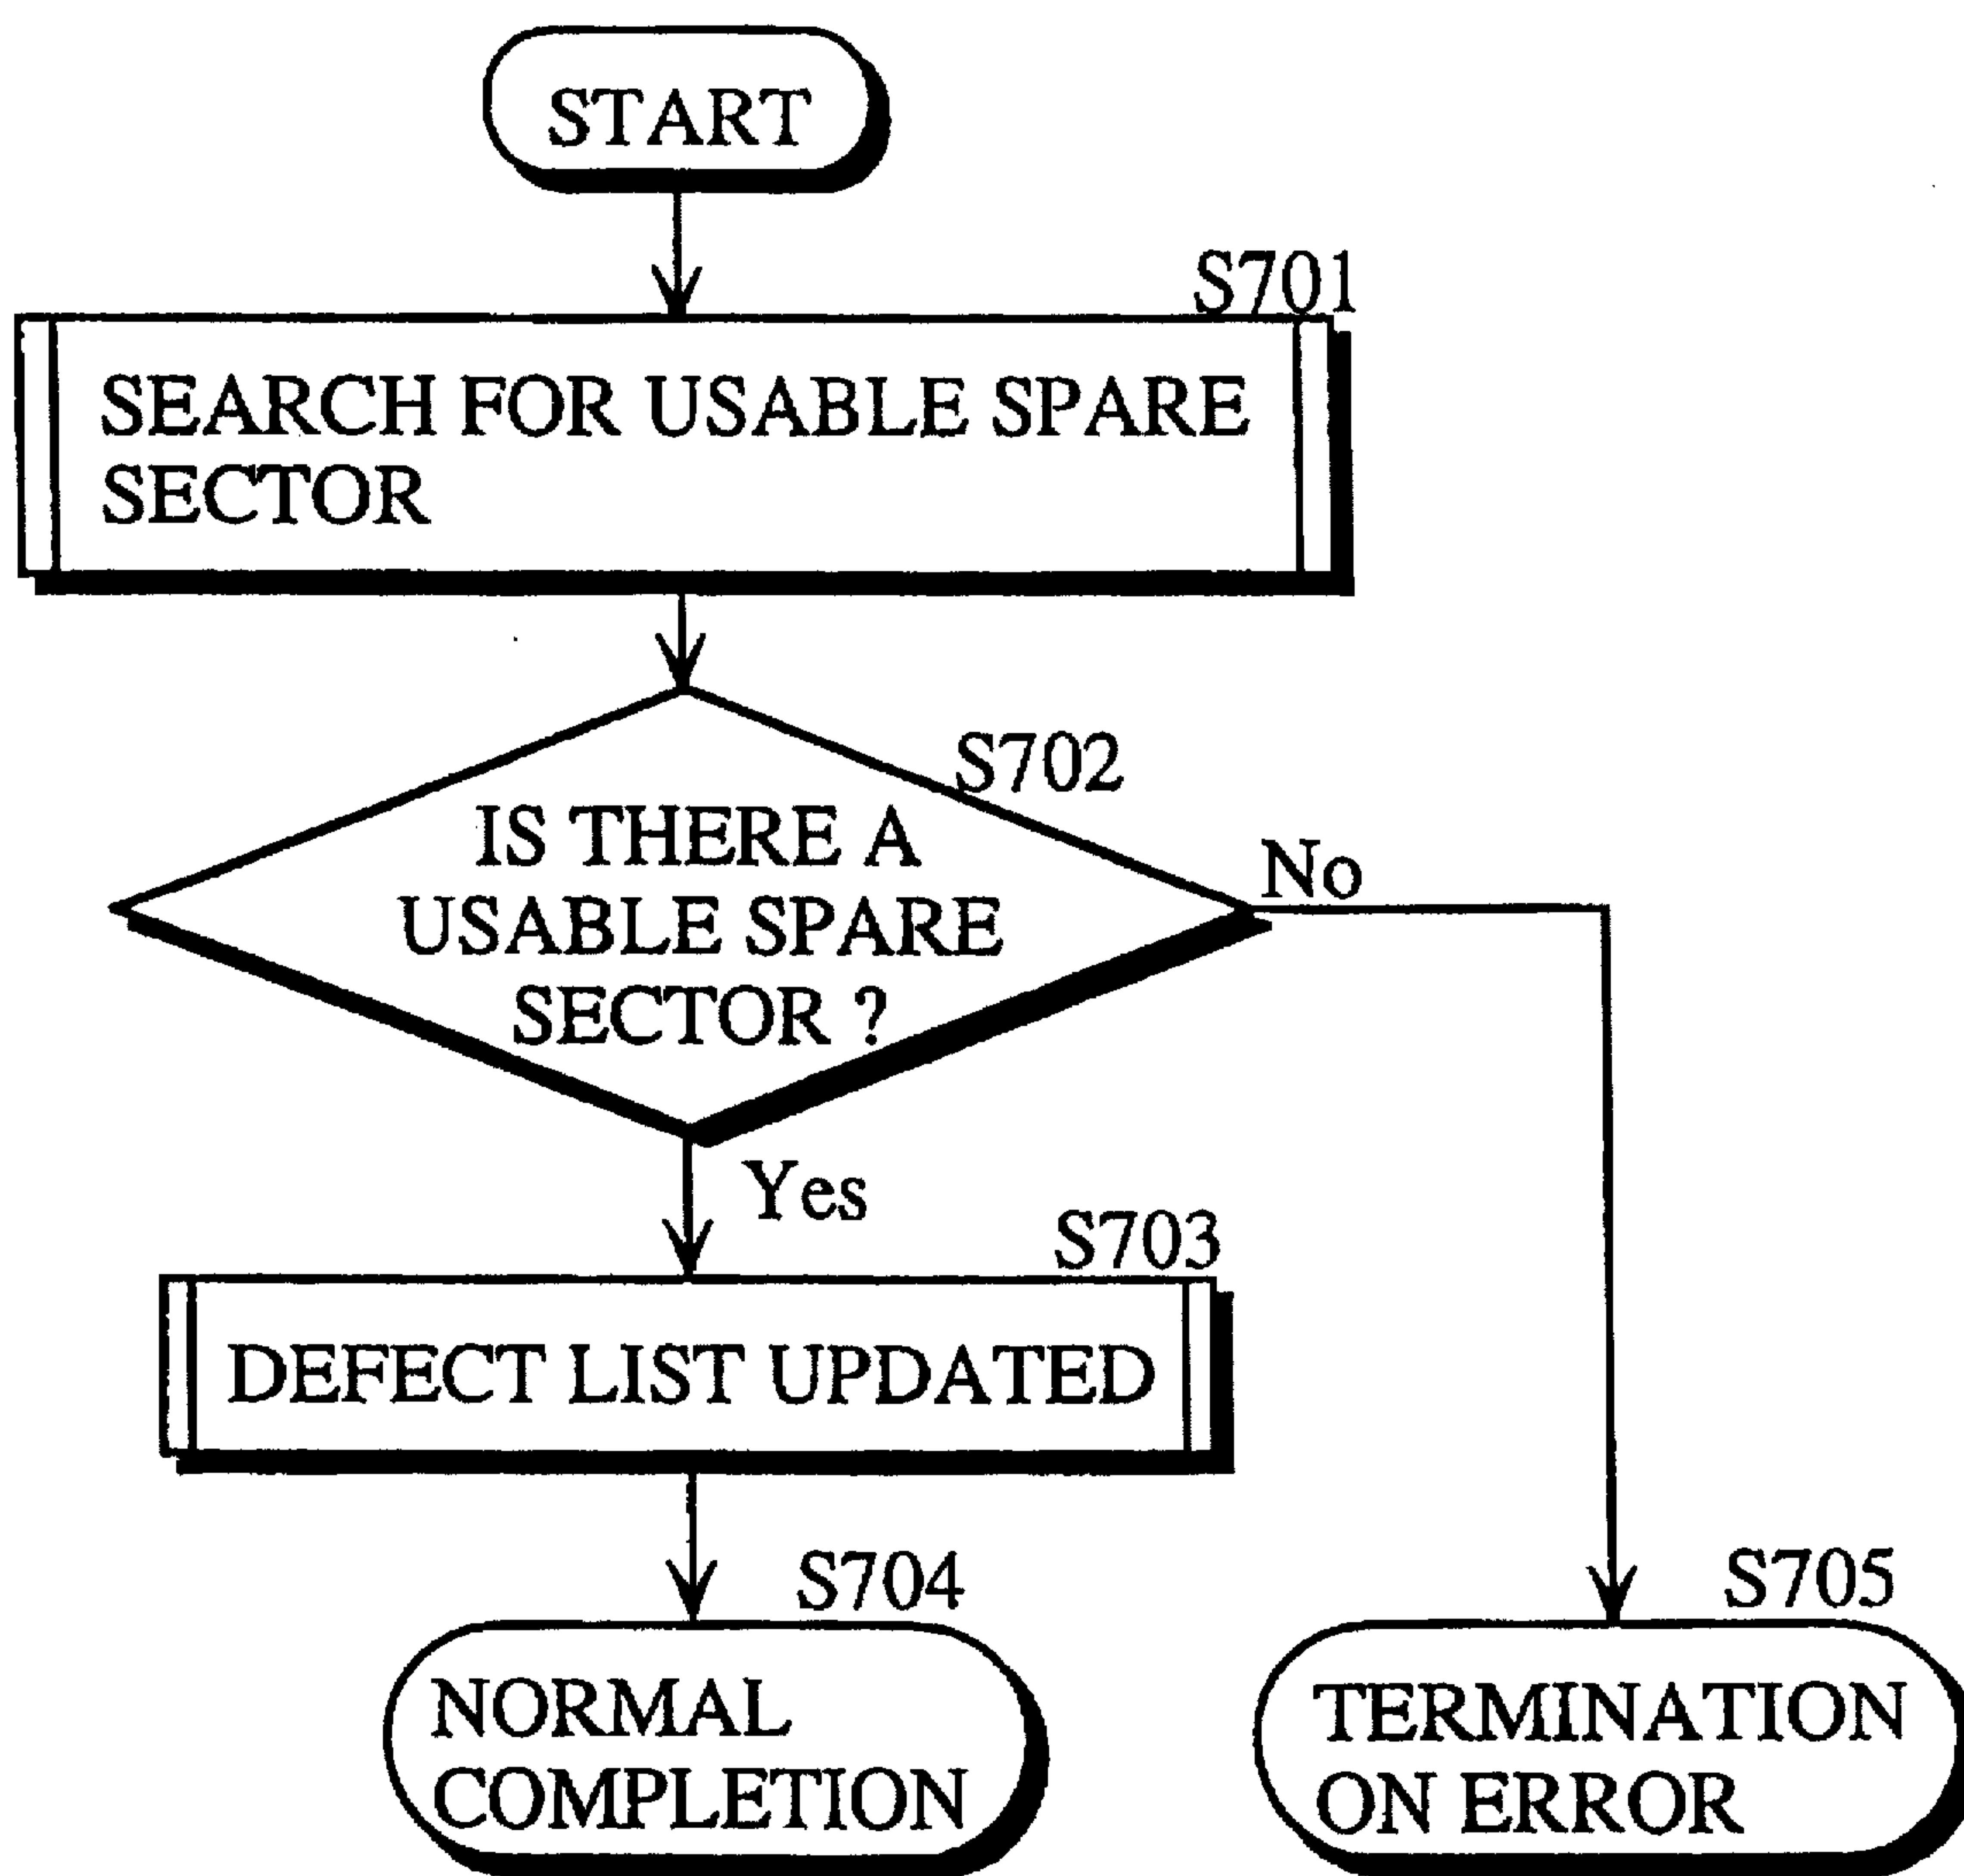 START
S701
SEARCH FOR USABLE SPARE
SECTOR
S702
IS THERE A
USABLE SPARE
SECTOR ?
No
Yes
S703
DEFECT LIST UPDATED
S704
NORMAL
COMPLETION
S705
TERMINATION
ON ERROR